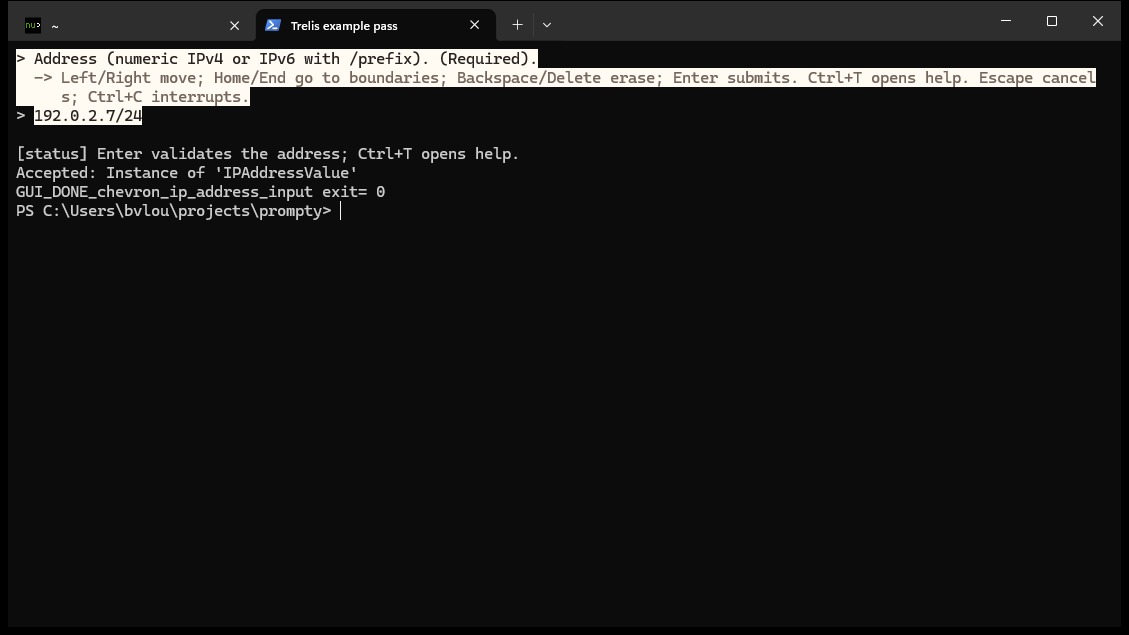 nu>
~
Trelis example pass
> Address (numeric IPv4 or IPv6 with /prefix). (Required).
-> Left/Right move; Home/End go to boundaries; Backspace/Delete erase; Enter submits. Ctrl+T opens help. Escape cancel
s; Ctrl+C interrupts.
> 192.0.2.7/24
[status] Enter validates the address; Ctrl+T opens help.
Accepted: Instance of 'IPAddressValue'
GUI_DONE_chevron_ip_address_input exit= 0
PS C:\Users\bvlou\projects\prompty>